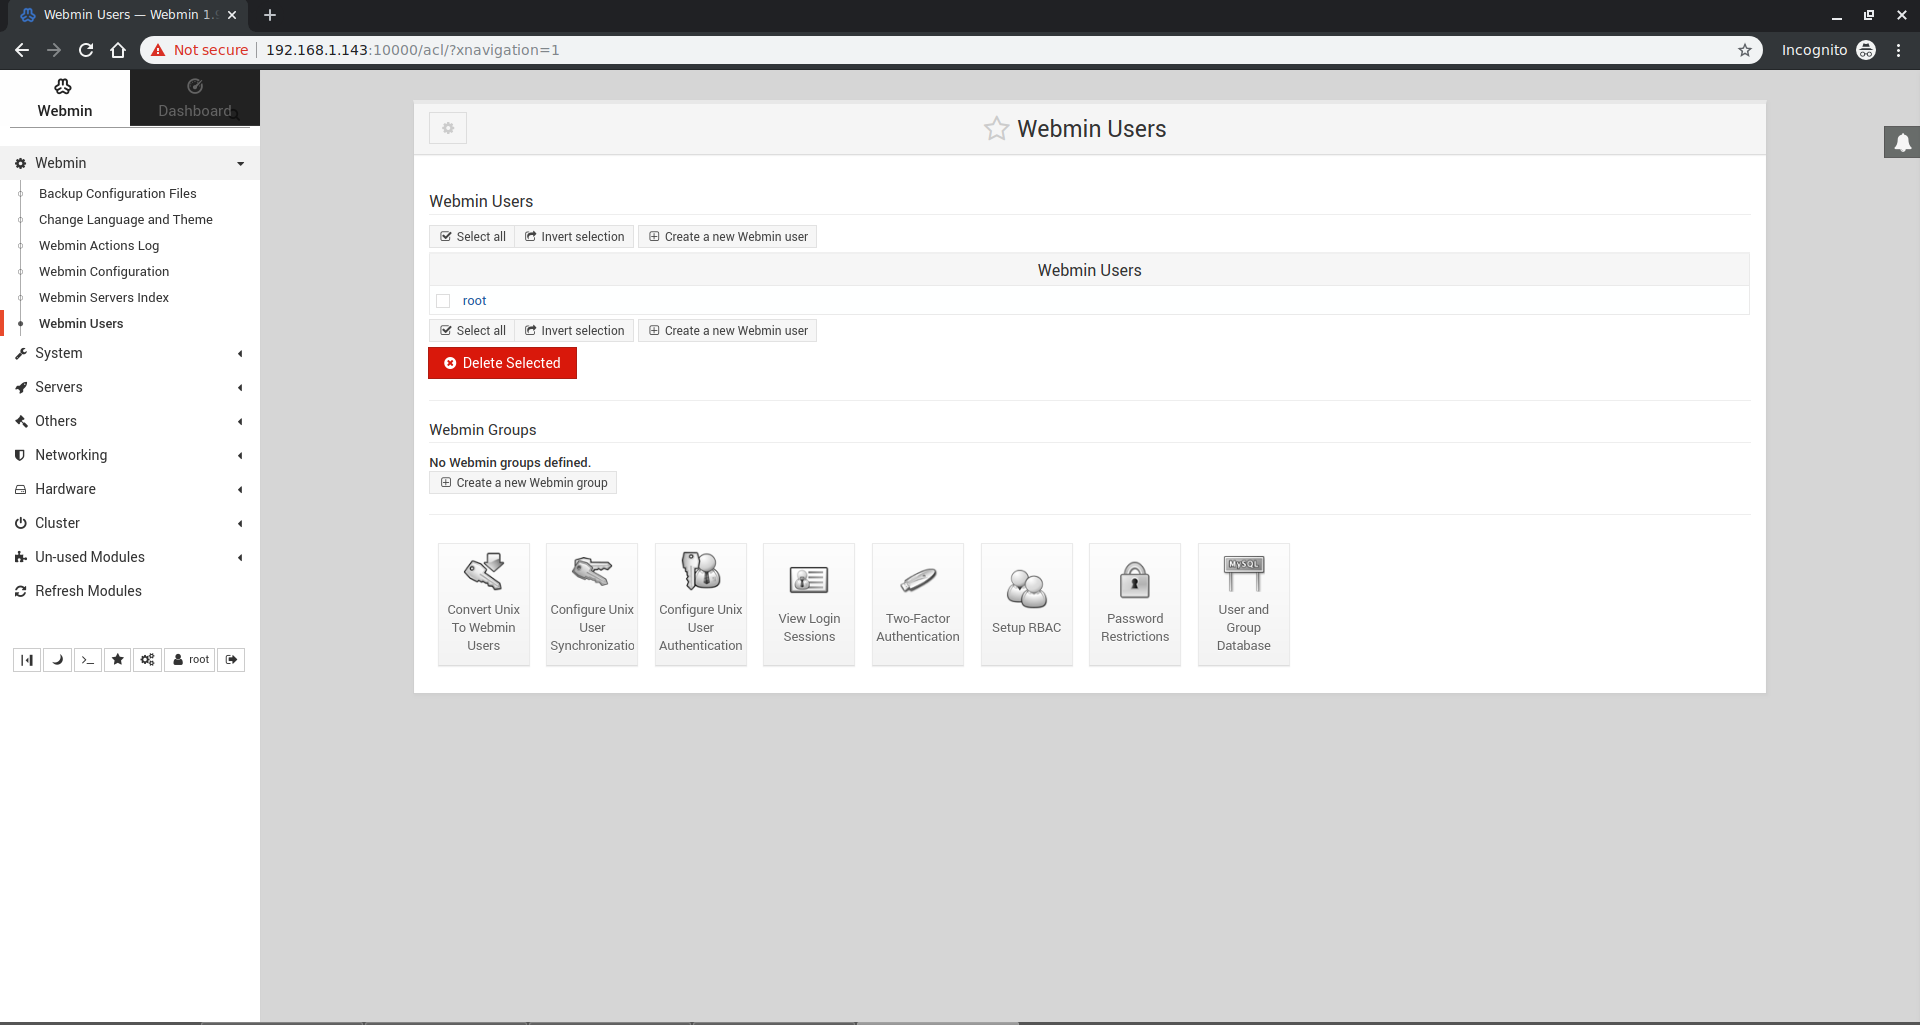 Webmin Users — Webmin 1.
Not secure
192.168.1.143:10000/acl/?xnavigation=1
Incognito
Webmin
Dashboard
Webmin
Backup Configuration Files
Change Language and Theme
Webmin Actions Log
Webmin Configuration
Webmin Servers Index
Webmin Users
System
Servers
Others
Networking
Hardware
Cluster
Un-used Modules
Refresh Modules
root
Webmin Users
Webmin Users
Select all
Invert selection
Create a new Webmin user
Webmin Users
root
Select all
Invert selection
Create a new Webmin user
Delete Selected
Webmin Groups
No Webmin groups defined.
Create a new Webmin group
Convert Unix
To Webmin
Users
Configure Unix
User
Synchronizatio
Configure Unix
User
Authentication
View Login
Sessions
Two-Factor
Authentication
Setup RBAC
Password
Restrictions
MySQL
User and
Group
Database